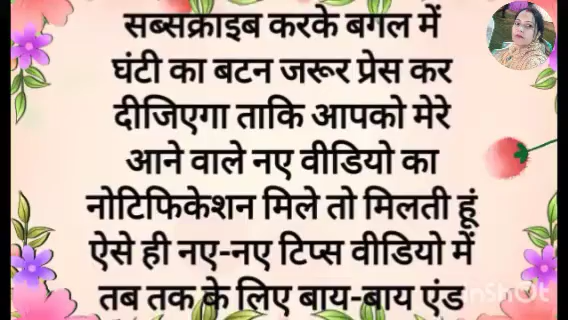 सब्सक्राइब करके बगल में
घंटी का बटन जरूर प्रेस कर
दीजिएगा ताकि आपको मेरे
आने वाले नए वीडियो का
नोटिफिकेशन मिले तो मिलती हूं
ऐसे ही नए-नए टिप्स वीडियो में
तब तक के लिए बाय-बाय एंड